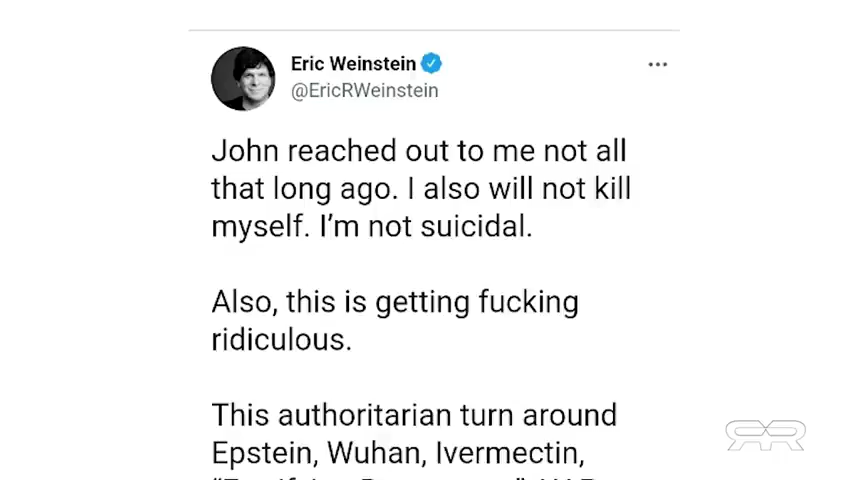 Eric Weinstein
@EricRWeinstein
John reached out to me not all
that long ago. I also will not kill
myself. I’m not suicidal.
Also, this is getting fucking
ridiculous.
This authoritarian turn around
Epstein, Wuhan, Ivermectin,